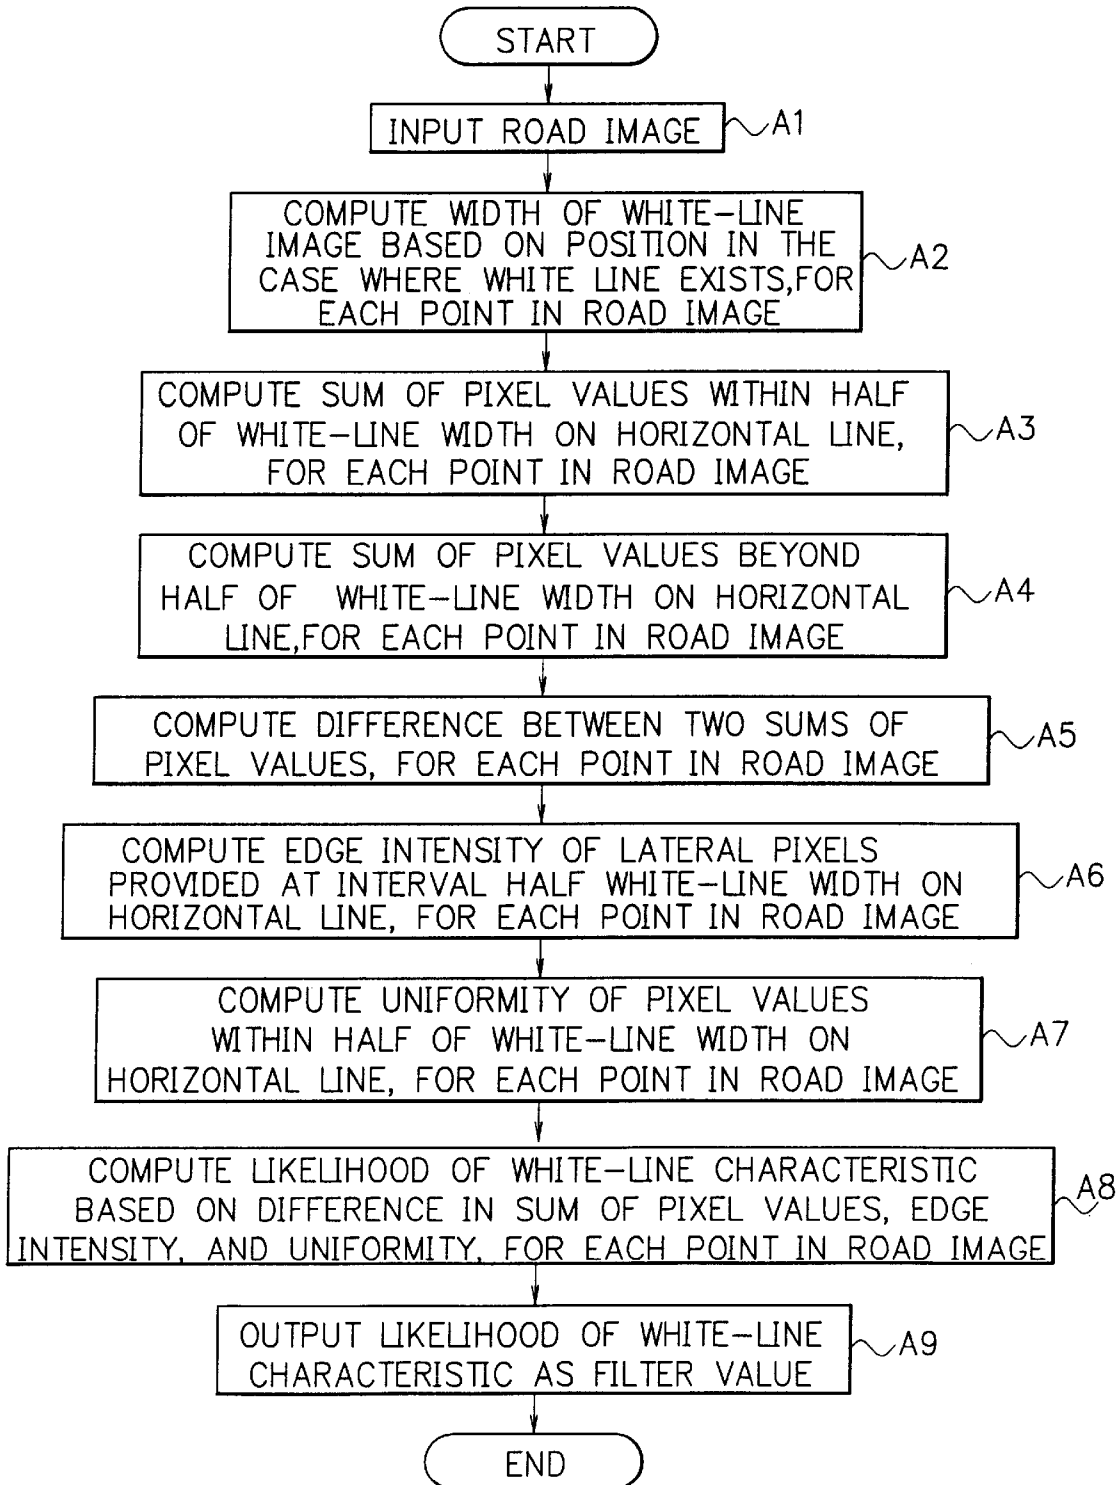 START
INPUT ROAD IMAGE
A1
COMPUTE WIDTH OF WHITE-LINE
IMAGE BASED ON POSITION IN THE
CASE WHERE WHITE LINE EXISTS,FOR
EACH POINT IN ROAD IMAGE
A2
COMPUTE SUM OF PIXEL VALUES WITHIN HALF
OF WHITE-LINE WIDTH ON HORIZONTAL LINE,
FOR EACH POINT IN ROAD IMAGE
A3
COMPUTE SUM OF PIXEL VALUES BEYOND
HALF OF WHITE-LINE WIDTH ON HORIZONTAL
LINE,FOR EACH POINT IN ROAD IMAGE
A4
COMPUTE DIFFERENCE BETWEEN TWO SUMS OF
PIXEL VALUES, FOR EACH POINT IN ROAD IMAGE
A5
COMPUTE EDGE INTENSITY OF LATERAL PIXELS
PROVIDED AT INTERVAL HALF WHITE-LINE WIDTH ON
HORIZONTAL LINE, FOR EACH POINT IN ROAD IMAGE
A6
COMPUTE UNIFORMITY OF PIXEL VALUES
WITHIN HALF OF WHITE-LINE WIDTH ON
HORIZONTAL LINE, FOR EACH POINT IN ROAD IMAGE
A7
COMPUTE LIKELIHOOD OF WHITE-LINE CHARACTERISTIC
BASED ON DIFFERENCE IN SUM OF PIXEL VALUES, EDGE
INTENSITY, AND UNIFORMITY, FOR EACH POINT IN ROAD IMAGE
A8
OUTPUT LIKELIHOOD OF WHITE-LINE
CHARACTERISTIC AS FILTER VALUE
A9
END